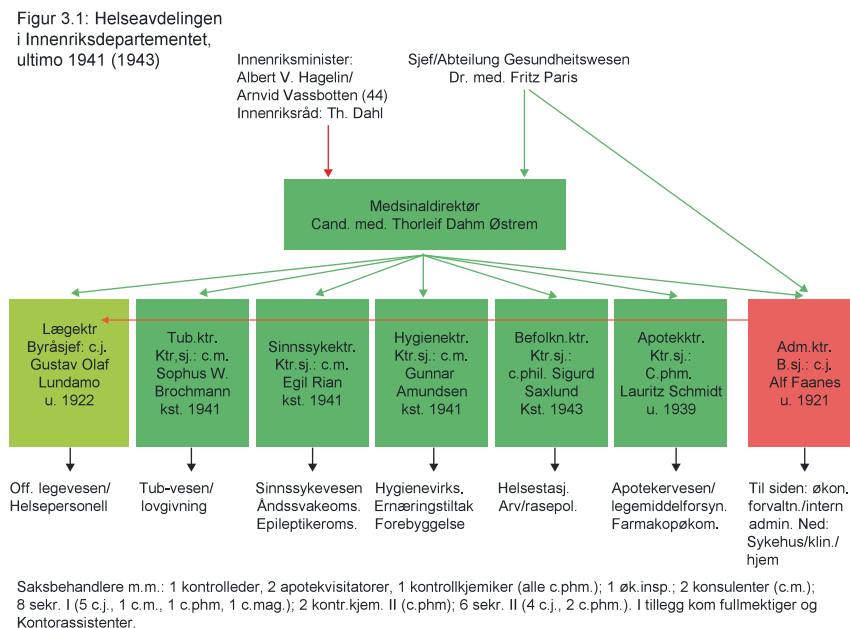 Figur 3.1: Helseavdelingen
i Innenriksdepartementet,
ultimo 1941 (1943)
Innenriksminister:
Albert V. Hagelin/
Arnvid Vassbotten (44)
Innenriksråd: Th. Dahl
Sjef/Abteilung Gesundheitswesen
Dr. med. Fritz Paris
Medsinaldirektør
Cand. med. Thorleif Dahm Østrem
Lægektr
Byråsjef: c.j.
Gustav Olaf
Lundamo
u. 1922
Tub.ktr.
Ktr,sj.: c.m.
Sophus W.
Brochmann
kst. 1941
Sinnssykektr.
Ktr.sj.: c.m.
Egil Rian
kst. 1941
Hygienektr.
Ktr.sj.: c.m.
Gunnar
Amundsen
kst. 1941
Befolkn.ktr.
Ktr.sj.:
c.phil. Sigurd
Saxlund
Kst. 1943
Apotekktr.
Ktr.sj.:
C.phm.
Lauritz Schmidt
u. 1939
Adm.ktr.
B.sj.: c.j.
Alf Faanes
u. 1921
Off. legevesen/
Helsepersonell
Tub-vesen/
lovgivning
Sinnssykevesen
Åndssvakeoms.
Epileptikeroms.
Hygienevirks.
Ernæringstiltak
Forebyggelse
Helsestasj.
Arv/rasepol.
Apotekervesen/
legemiddelforsyn.
Farmakopøkom.
Til siden: økon.
forvaltn./intern
admin. Ned:
Sykehus/klin./
hjem
Saksbehandlere m.m.: 1 kontrolleder, 2 apotekvisitatorer, 1 kontrollkjemiker (alle c.phm.); 1 øk.insp.; 2 konsulenter (c.m.);
8 sekr. I (5 c.j., 1 c.m., 1 c.phm, 1 c.mag.); 2 kontr.kjem. II (c.phm); 6 sekr. II (4 c.j., 2 c.phm.). I tillegg kom fullmektiger og
Kontorassistenter.